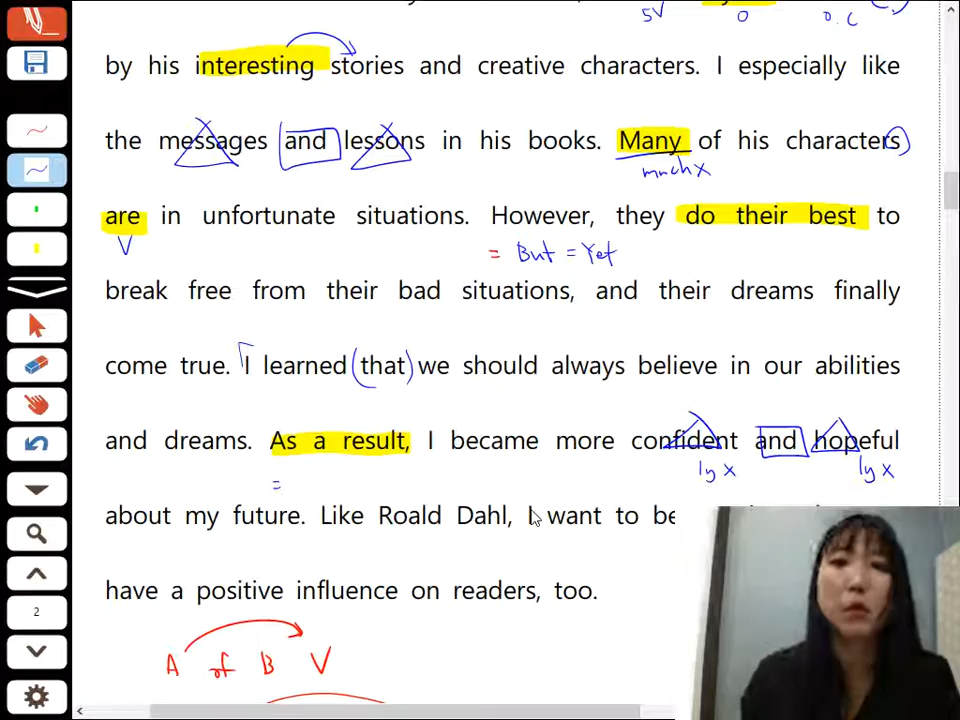 5V O O.C
by his interesting stories and creative characters. I especially like
the messages and lessons in his books. Many of his characters
much X
are in unfortunate situations. However, they do their best to
V = But = Yet
break free from their bad situations, and their dreams finally
come true. I learned (that) we should always believe in our abilities
and dreams. As a result, I became more confident and hopeful
= ly X ly X
about my future. Like Roald Dahl, I want to be
have a positive influence on readers, too.
A of B V
2